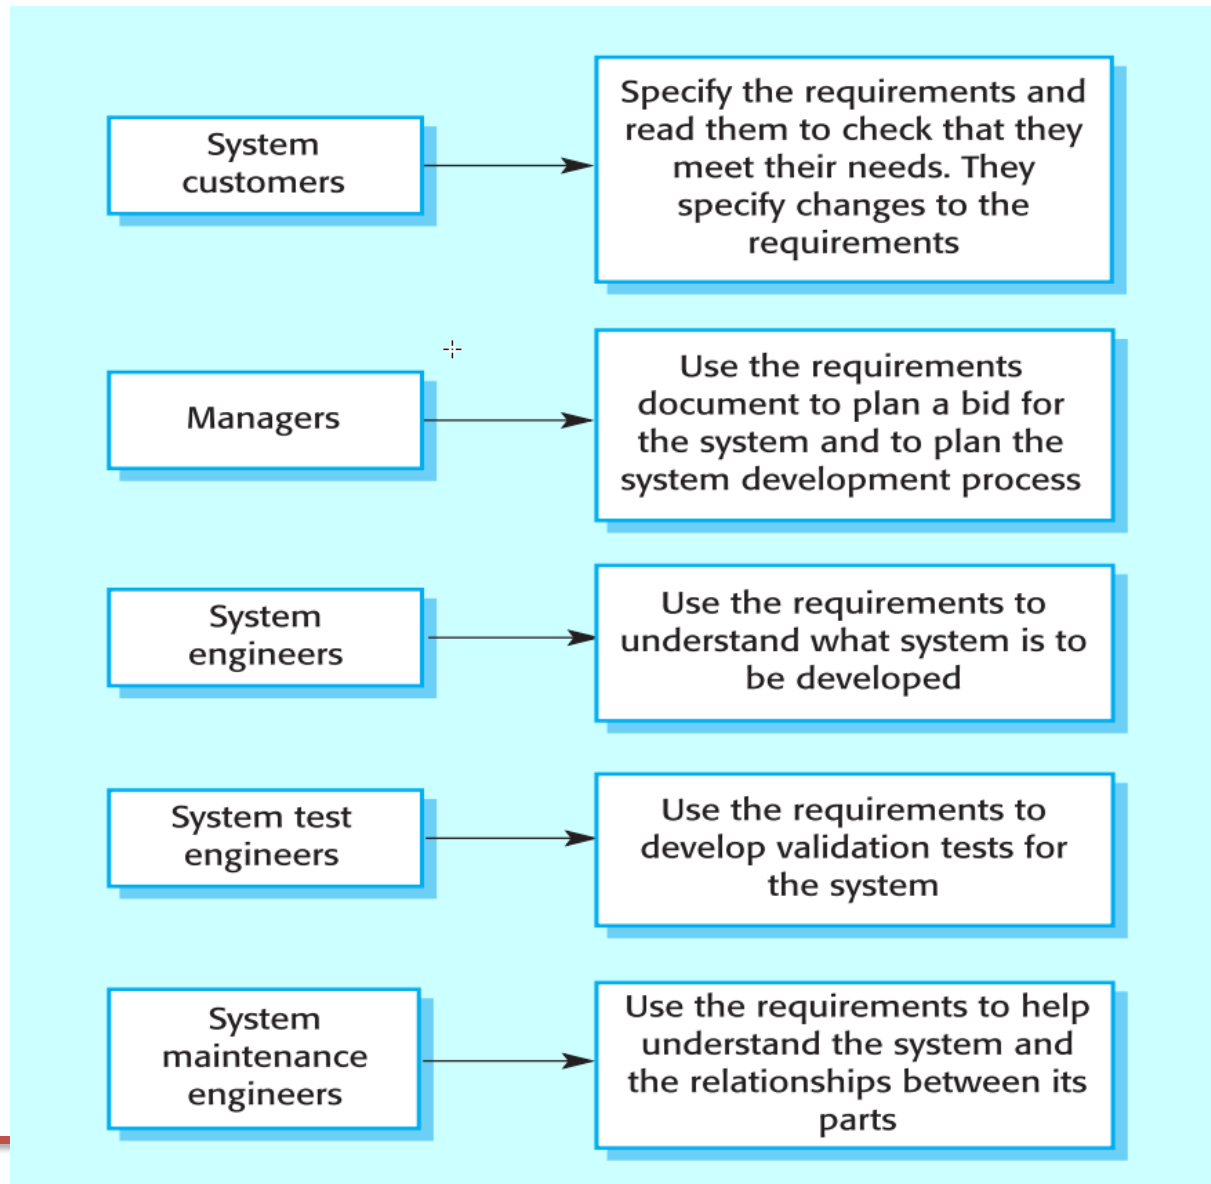 System
customers
Specify the requirements and
read them to check that they
meet their needs. They
specify changes to the
requirements
Managers
Use the requirements
document to plan a bid for
the system and to plan the
system development process
System
engineers
Use the requirements to
understand what system is to
be developed
System test
engineers
Use the requirements to
develop validation tests for
the system
System
maintenance
engineers
Use the requirements to help
understand the system and
the relationships between its
parts